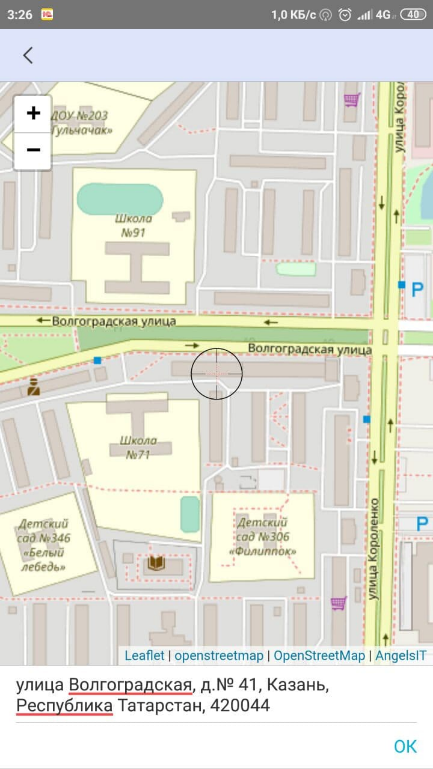 3:26 1,0 КБ/с 4G 40
+
−
ДОУ №203
«Гульчачак»
улица Корол
Школа
№91
P
Волгоградская улица
Волгоградская улица
Школа
№71
Детский
сад №346
«Белый
лебедь»
Детский
сад №306
«Филиппок»
P
улица Короленко
Leaflet | openstreetmap | OpenStreetMap | AngelsIT
улица Волгоградская, д.№ 41, Казань,
Республика Татарстан, 420044
ОК